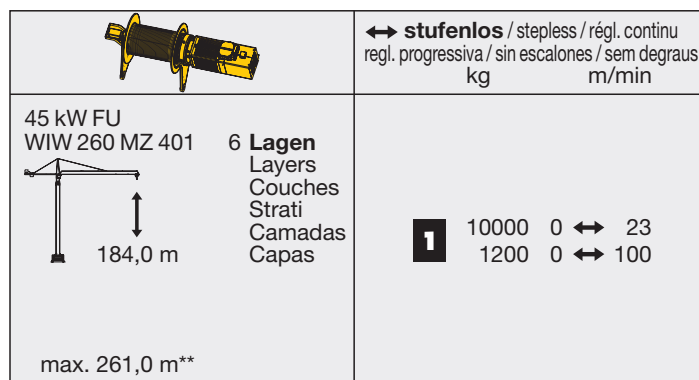 ↔ stufenlos / stepless / régl. continu
regl. progressiva / sin escalones / sem degraus
kg m/min
45 kW FU
WIW 260 MZ 401 6 Lagen
Layers
Couches
Strati
Camadas
184,0 m Capas
1 10000 0 ↔ 23
1200 0 ↔ 100
max. 261,0 m**